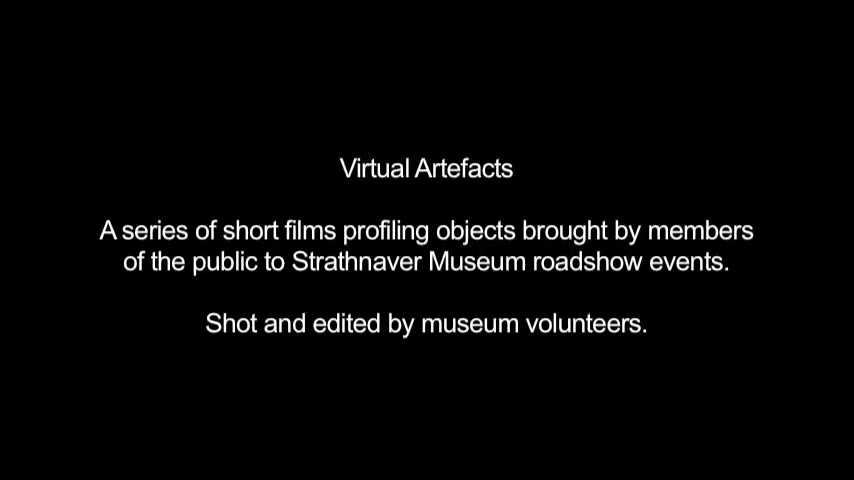 Virtual Artefacts
A series of short films profiling objects brought by members
of the public to Strathnaver Museum roadshow events.
Shot and edited by museum volunteers.